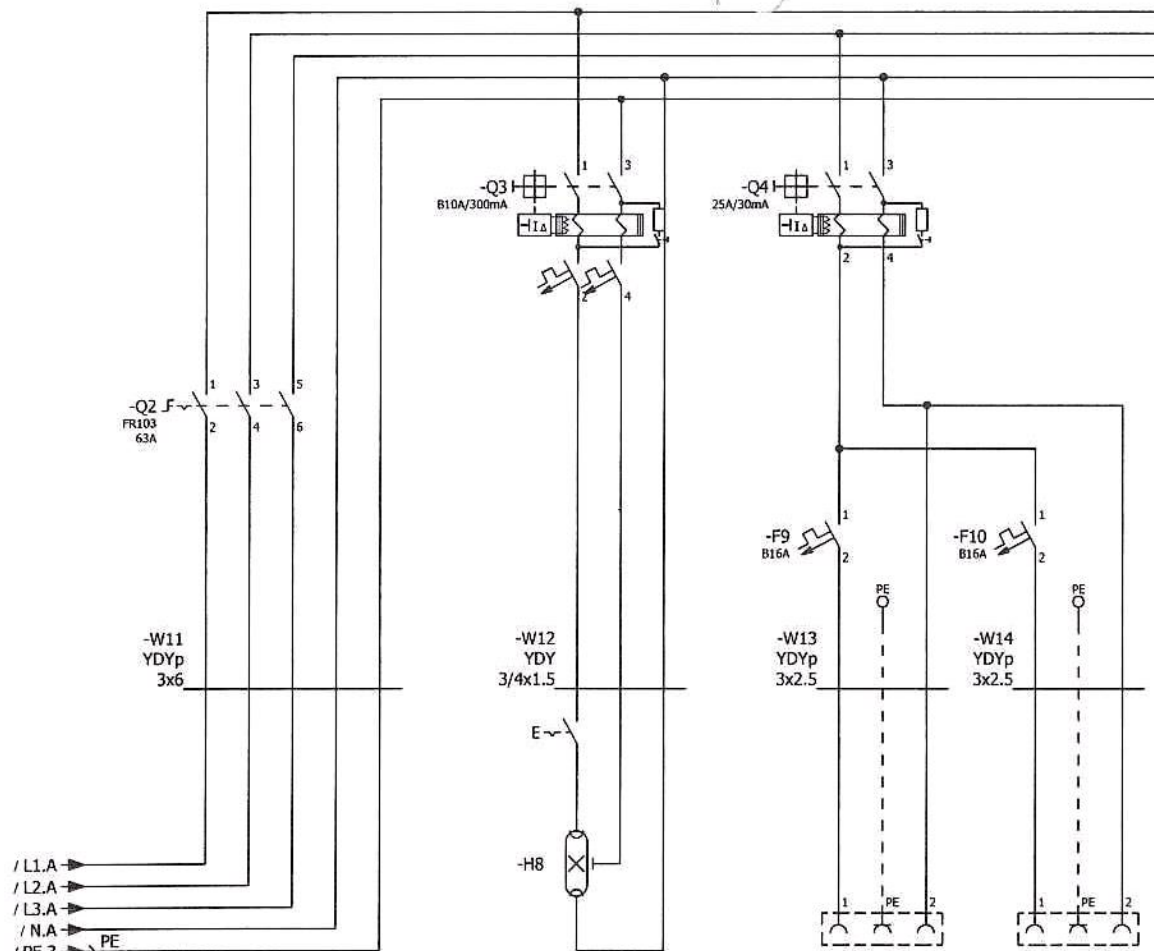 1 3
-Q3
B10A/300mA
I Δ
2 4
1 3
-Q4
25A/30mA
I Δ
2 4
1 3 5
-Q2
FR103
63A
2 4 6
1
-F9
B16A
2
1
-F10
B16A
2
PE
PE
-W11
YDYp
3x6
-W12
YDY
3/4x1.5
-W13
YDYp
3x2.5
-W14
YDYp
3x2.5
E
-H8
/ L1.A
/ L2.A
/ L3.A
/ N.A
/ PE.2
PE
1 PE 2
1 PE 2